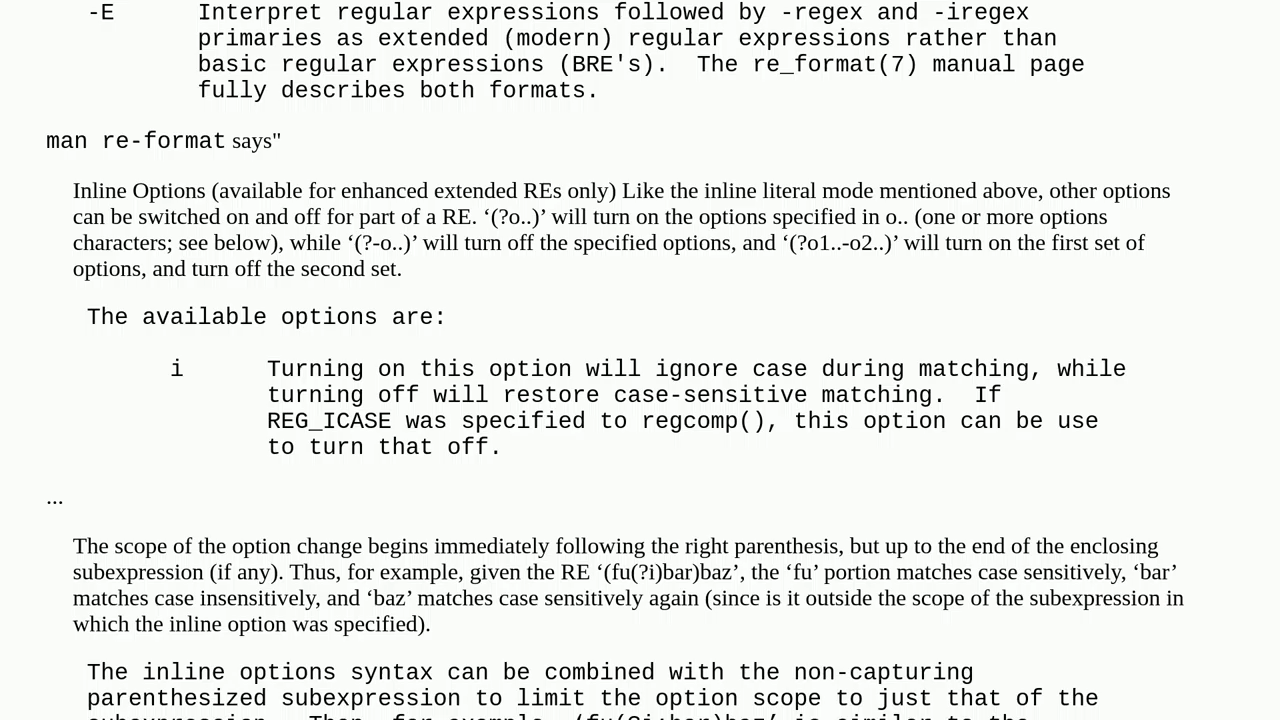 -E Interpret regular expressions followed by -regex and -iregex
primaries as extended (modern) regular expressions rather than
basic regular expressions (BRE's). The re_format(7) manual page
fully describes both formats.
man re-format says"
Inline Options (available for enhanced extended REs only) Like the inline literal mode mentioned above, other options
can be switched on and off for part of a RE. ‘(?o..)’ will turn on the options specified in o.. (one or more options
characters; see below), while ‘(?-o..)’ will turn off the specified options, and ‘(?o1..-o2..)’ will turn on the first set of
options, and turn off the second set.
The available options are:
i Turning on this option will ignore case during matching, while
turning off will restore case-sensitive matching. If
REG_ICASE was specified to regcomp(), this option can be use
to turn that off.
...
The scope of the option change begins immediately following the right parenthesis, but up to the end of the enclosing
subexpression (if any). Thus, for example, given the RE ‘(fu(?i)bar)baz’, the ‘fu’ portion matches case sensitively, ‘bar’
matches case insensitively, and ‘baz’ matches case sensitively again (since is it outside the scope of the subexpression in
which the inline option was specified).
The inline options syntax can be combined with the non-capturing
parenthesized subexpression to limit the option scope to just that of the